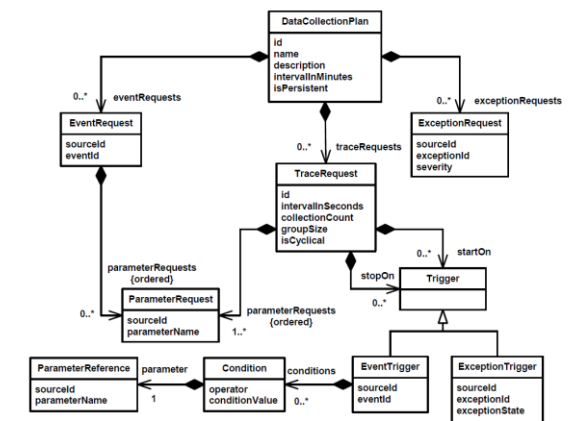 DataCollectionPlan
id
name
description
intervalInMinutes
isPersistent
0..*
eventRequests
0..*
exceptionRequests
EventRequest
sourceId
eventId
ExceptionRequest
sourceId
exceptionId
severity
0..*
traceRequests
TraceRequest
id
intervalInSeconds
collectionCount
groupSize
isCyclical
0..*
startOn
stopOn
0..*
Trigger
parameterRequests
{ordered}
0..*
ParameterRequest
sourceId
parameterName
parameterRequests
{ordered}
1..*
ParameterReference
sourceId
parameterName
parameter
1
Condition
operator
conditionValue
conditions
0..*
EventTrigger
sourceId
eventId
ExceptionTrigger
sourceId
exceptionId
exceptionState